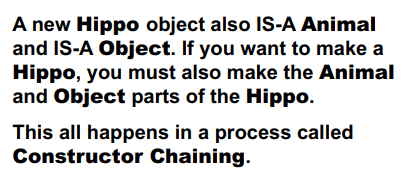 A new Hippo object also IS-A Animal
and IS-A Object. If you want to make a
Hippo, you must also make the Animal
and Object parts of the Hippo.
This all happens in a process called
Constructor Chaining.